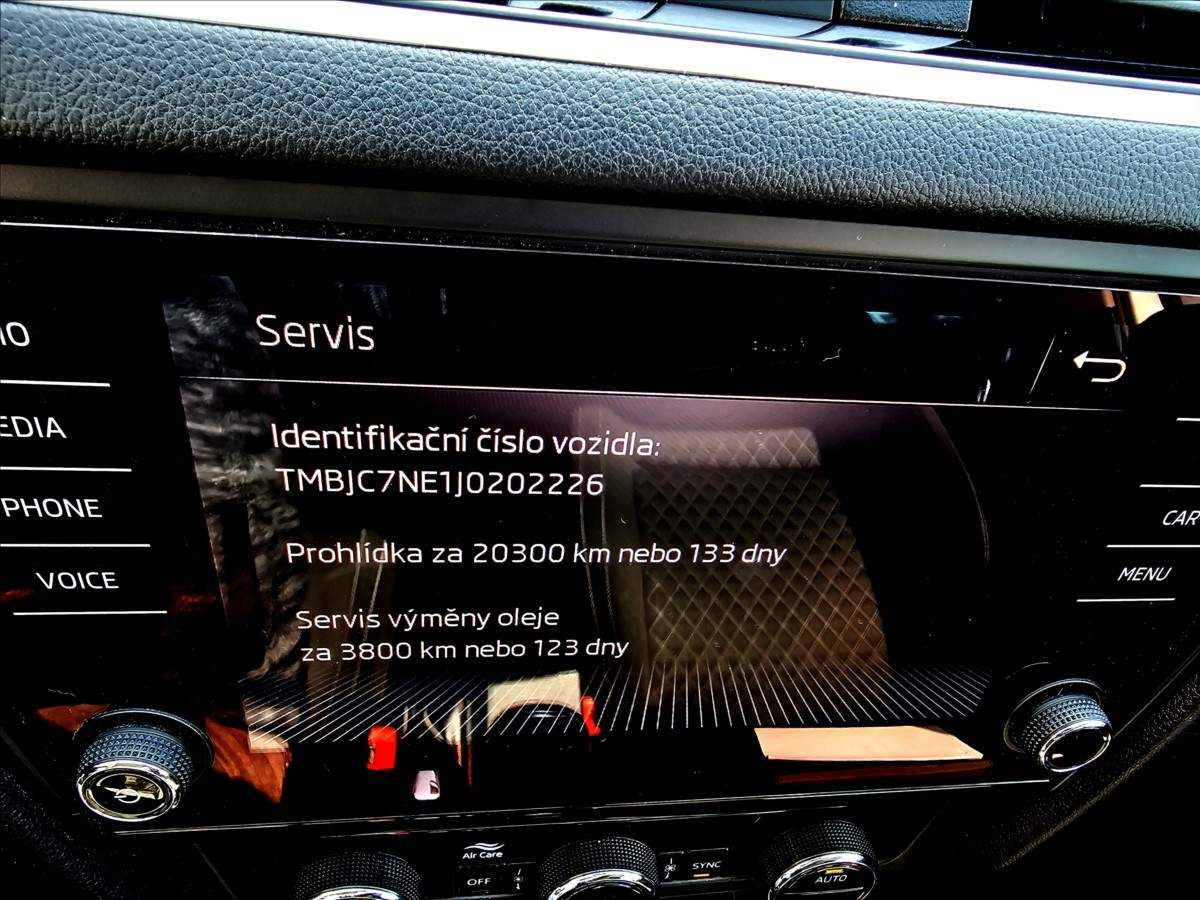 Servis
IO
EDIA
PHONE
VOICE
Identifikační číslo vozidla:
TMBJC7NE1J0202226
Prohlídka za 20300 km nebo 133 dny
Servis výměny oleje
za 3800 km nebo 123 dny
CAR
MENU
Air Care
OFF
SYNC
AUTO